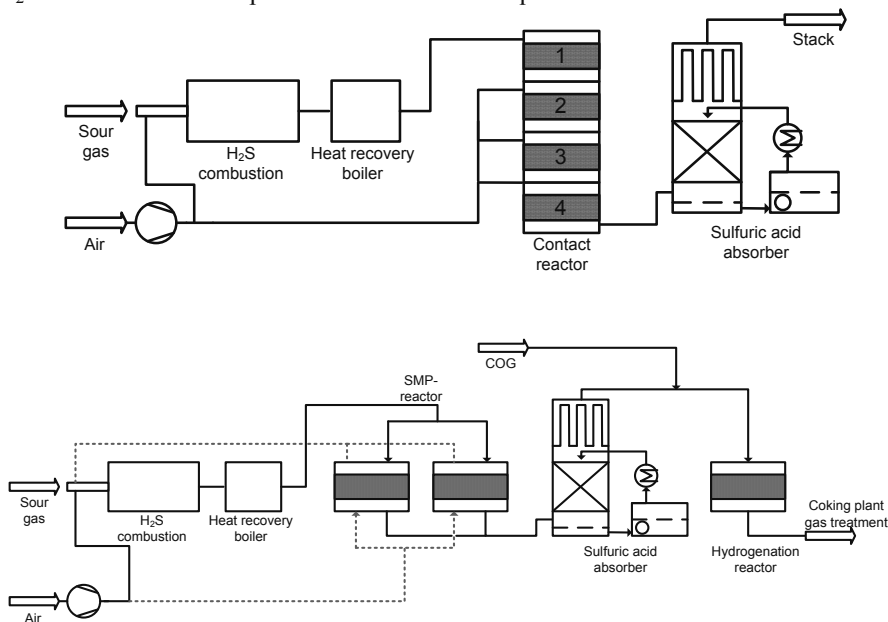 2
1
Stack
2
Sour
gas
H2S
combustion
Heat recovery
boiler
3
4
Air
Contact
reactor
Sulfuric acid
absorber
COG
SMP-
reactor
Sour
gas
H2S
combustion
Heat recovery
boiler
Sulfuric acid
absorber
Hydrogenation
reactor
Coking plant
gas treatment
Air